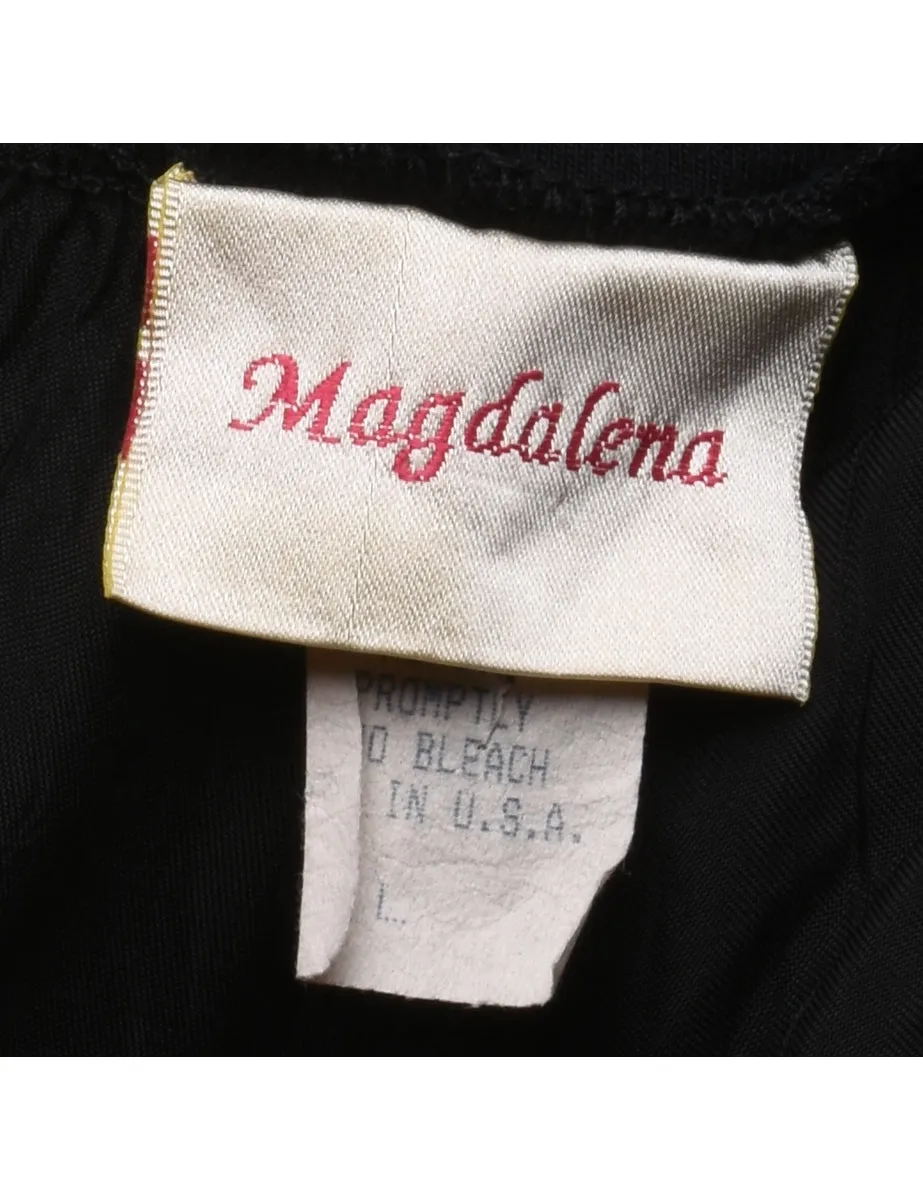 Magdalena
PROMPTLY
O BLEACH
IN U.S.A.
L